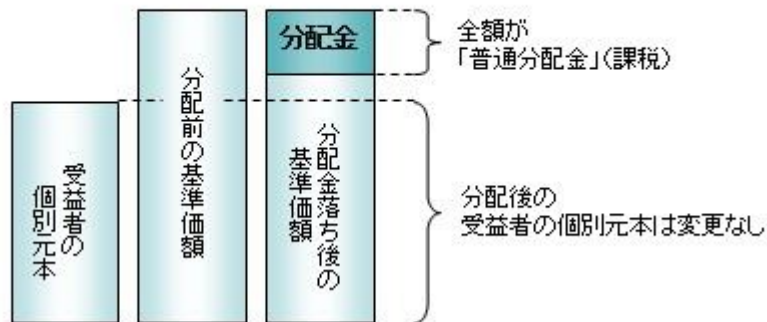 受益者の
個別元本
分配前の基準価額
分配金
分配金落ち後の
基準価額
全額が
「普通分配金」(課税)
分配後の
受益者の個別元本は変更なし